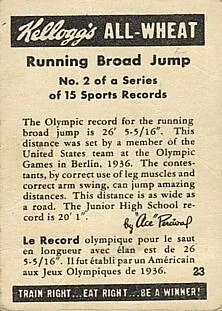 Kellogg's ALL-WHEAT
Running Broad Jump
No. 2 of a Series
of 15 Sports Records
The Olympic record for the running
broad jump is 26' 5-5/16". This
distance was set by a member of the
United States team at the Olympic
Games in Berlin, 1936. The contest-
ants, by correct use of leg muscles and
correct arm swing, can jump amazing
distances. This distance is as wide as
a road. The Junior High School re-
cord is 20' 1".
by "Ace" Percival
Le Record olympique pour le saut
en longueur avec élan est de 26
5-5/16". Il fut établi par un Américain
aux Jeux Olympiques de 1936.
23
TRAIN RIGHT...EAT RIGHT...BE A WINNER!